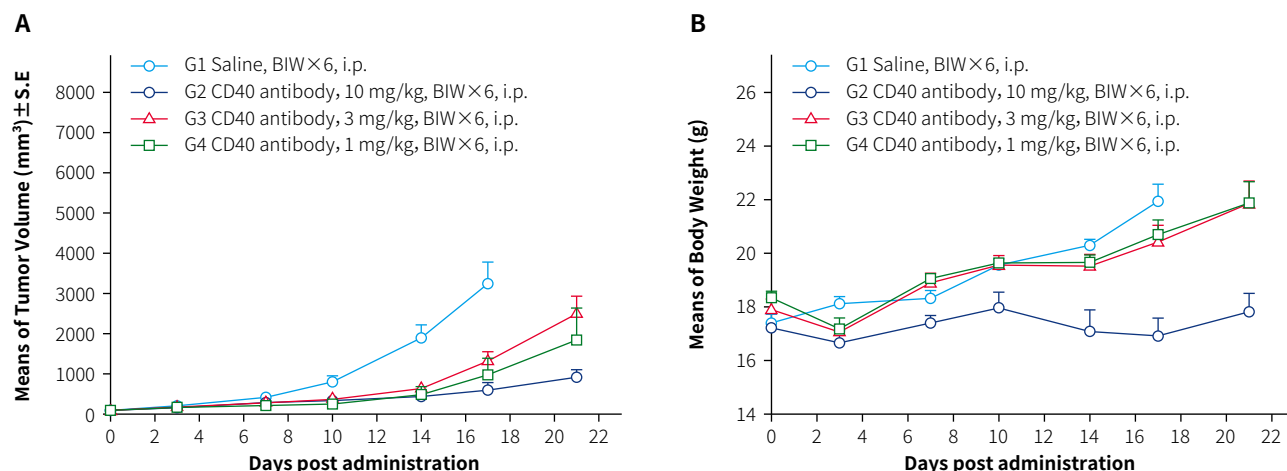 A
Means of Tumor Volume (mm³)±S.E
G1 Saline, BIW×6, i.p.
G2 CD40 antibody, 10 mg/kg, BIW×6, i.p.
G3 CD40 antibody, 3 mg/kg, BIW×6, i.p.
G4 CD40 antibody, 1 mg/kg, BIW×6, i.p.
8000
7000
6000
5000
4000
3000
2000
1000
0
0 2 4 6 8 10 12 14 16 18 20 22
Days post administration
B
Means of Body Weight (g)
G1 Saline, BIW×6, i.p.
G2 CD40 antibody, 10 mg/kg, BIW×6, i.p.
G3 CD40 antibody, 3 mg/kg, BIW×6, i.p.
G4 CD40 antibody, 1 mg/kg, BIW×6, i.p.
26
24
22
20
18
16
14
0 2 4 6 8 10 12 14 16 18 20 22
Days post administration